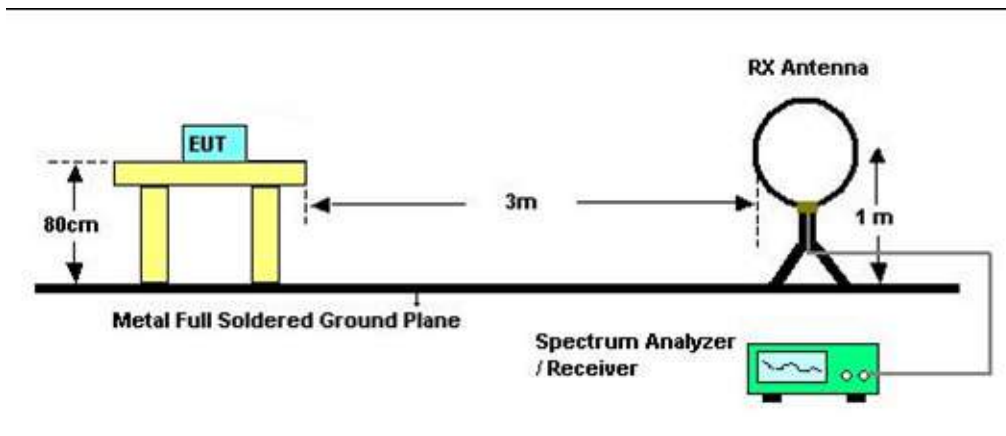 RX Antenna
EUT
80cm
3m
1 m
Metal Full Soldered Ground Plane
Spectrum Analyzer
/ Receiver